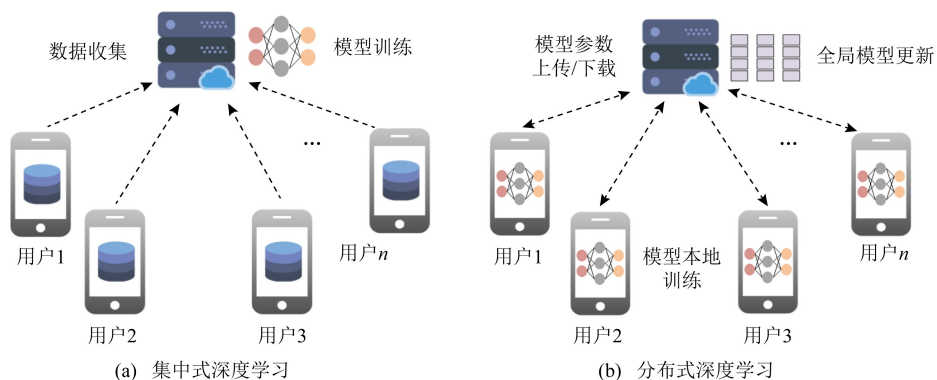 数据收集
模型训练
...
用户1
用户n
用户2
用户3
(a) 集中式深度学习
模型参数
上传/下载
全局模型更新
...
用户1
用户n
模型本地
训练
用户2
用户3
(b) 分布式深度学习